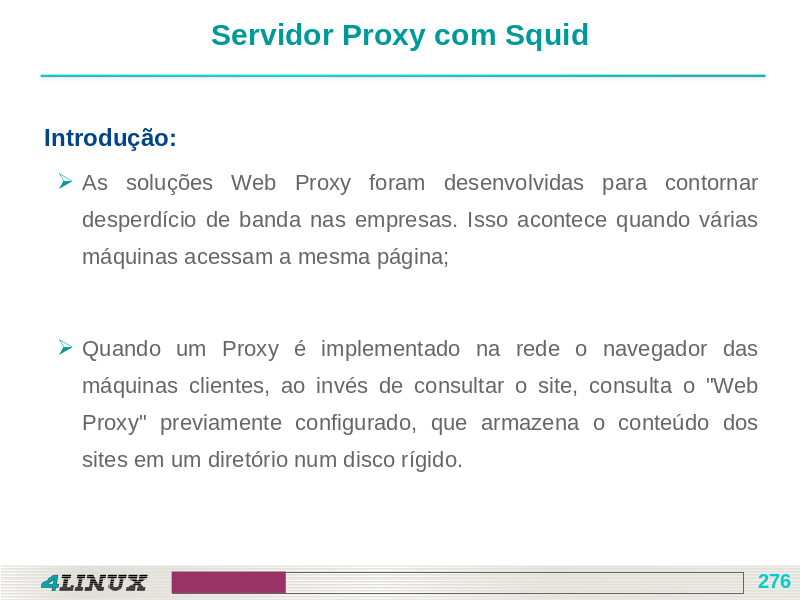 Servidor Proxy com Squid
Introdução:
As soluções Web Proxy foram desenvolvidas para contornar
desperdício de banda nas empresas. Isso acontece quando várias
máquinas acessam a mesma página;
Quando um Proxy é implementado na rede o navegador das
máquinas clientes, ao invés de consultar o site, consulta o "Web
Proxy" previamente configurado, que armazena o conteúdo dos
sites em um diretório num disco rígido.
4LINUX
276